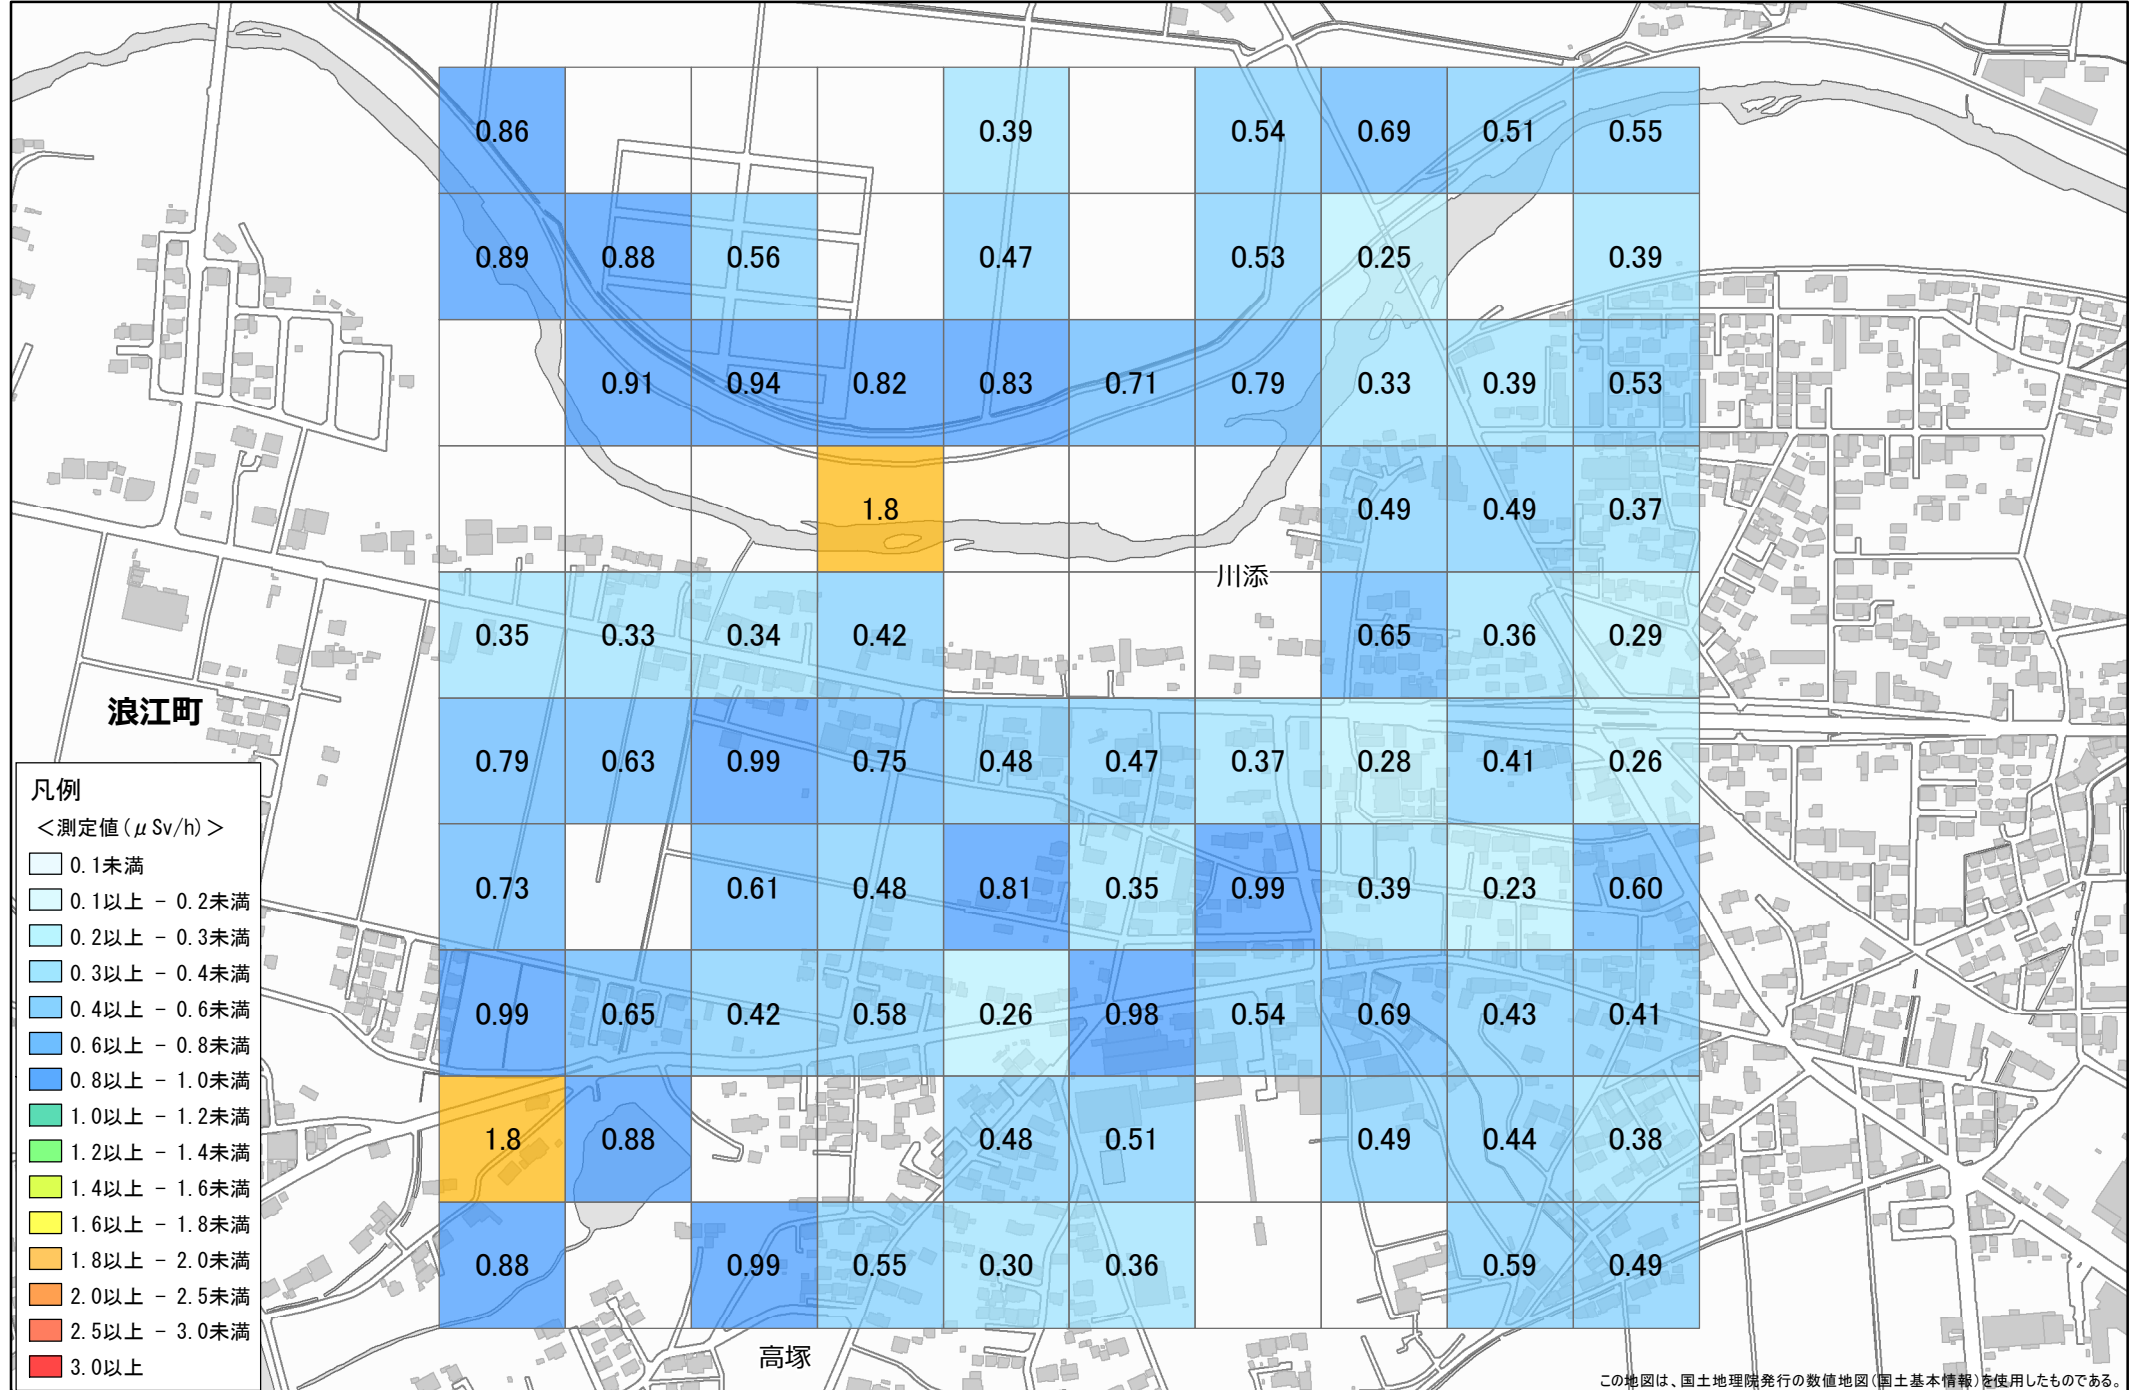 0.86 0.39 0.54 0.69 0.51 0.55
0.89 0.88 0.56 0.47 0.53 0.25 0.39
0.91 0.94 0.82 0.83 0.71 0.79 0.33 0.39 0.53
1.8 0.49 0.49 0.37
川添
0.35 0.33 0.34 0.42 0.65 0.36 0.29
浪江町
0.79 0.63 0.99 0.75 0.48 0.47 0.37 0.28 0.41 0.26
0.73 0.61 0.48 0.81 0.35 0.99 0.39 0.23 0.60
0.99 0.65 0.42 0.58 0.26 0.98 0.54 0.69 0.43 0.41
1.8 0.88 0.48 0.51 0.49 0.44 0.38
0.88 0.99 0.55 0.30 0.36 0.59 0.49
高塚
凡例
＜測定値(μSv/h)＞
0.1未満
0.1以上 － 0.2未満
0.2以上 － 0.3未満
0.3以上 － 0.4未満
0.4以上 － 0.6未満
0.6以上 － 0.8未満
0.8以上 － 1.0未満
1.0以上 － 1.2未満
1.2以上 － 1.4未満
1.4以上 － 1.6未満
1.6以上 － 1.8未満
1.8以上 － 2.0未満
2.0以上 － 2.5未満
2.5以上 － 3.0未満
3.0以上
この地図は、国土地理院発行の数値地図(国土基本情報)を使用したものである。